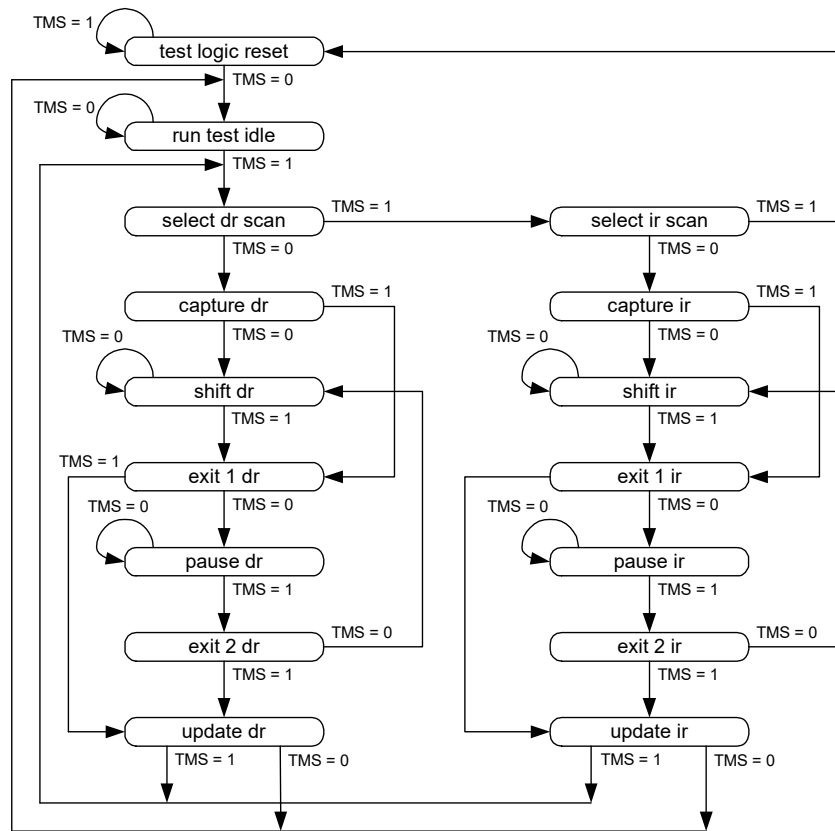 TMS = 1
test logic reset
TMS = 0
TMS = 0
run test idle
TMS = 1
select dr scan
TMS = 1
select ir scan
TMS = 1
TMS = 0
TMS = 0
capture dr
TMS = 1
capture ir
TMS = 1
TMS = 0
TMS = 0
TMS = 0
TMS = 0
shift dr
shift ir
TMS = 1
TMS = 1
TMS = 1
exit 1 dr
exit 1 ir
TMS = 0
TMS = 0
TMS = 0
TMS = 0
pause dr
pause ir
TMS = 1
TMS = 1
exit 2 dr
TMS = 0
exit 2 ir
TMS = 0
TMS = 1
TMS = 1
update dr
update ir
TMS = 1
TMS = 0
TMS = 1
TMS = 0